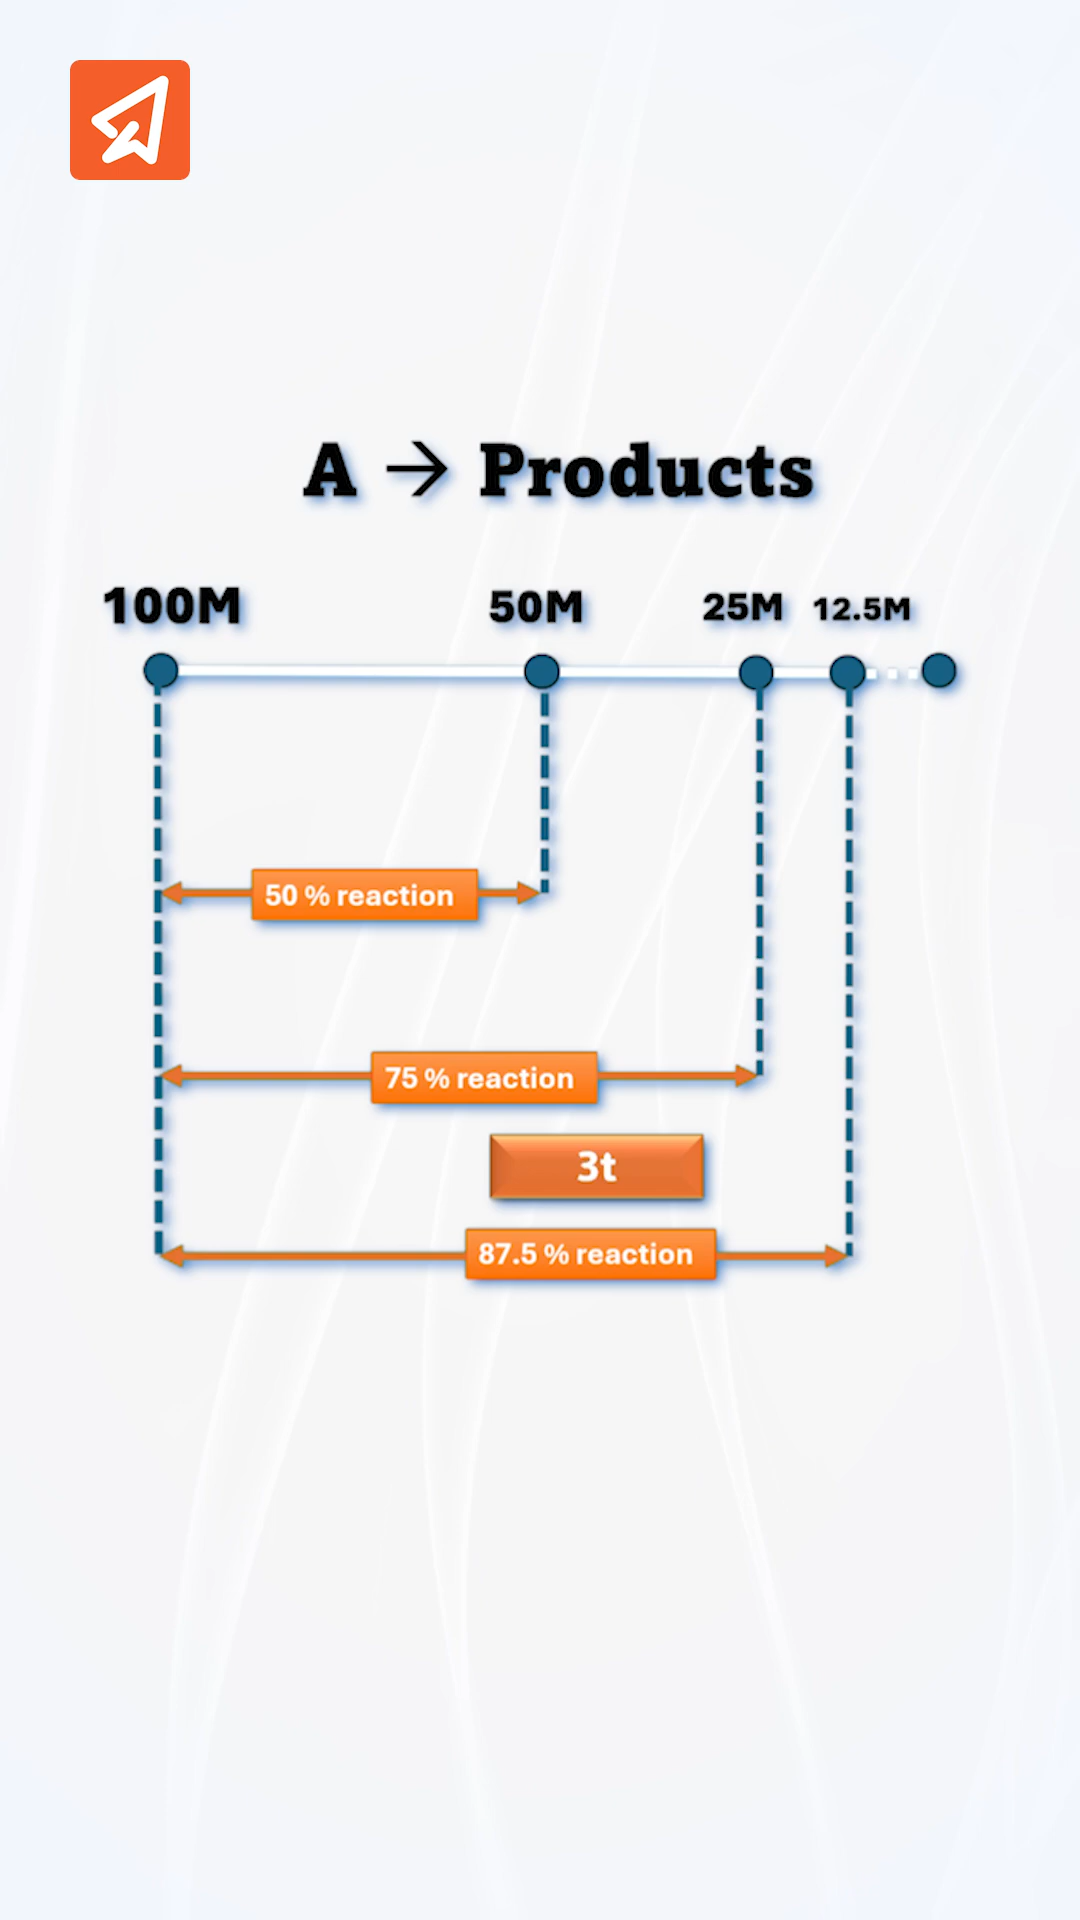 A → Products
100M 50M 25M 12.5M
50 % reaction
75 % reaction
3t
87.5 % reaction